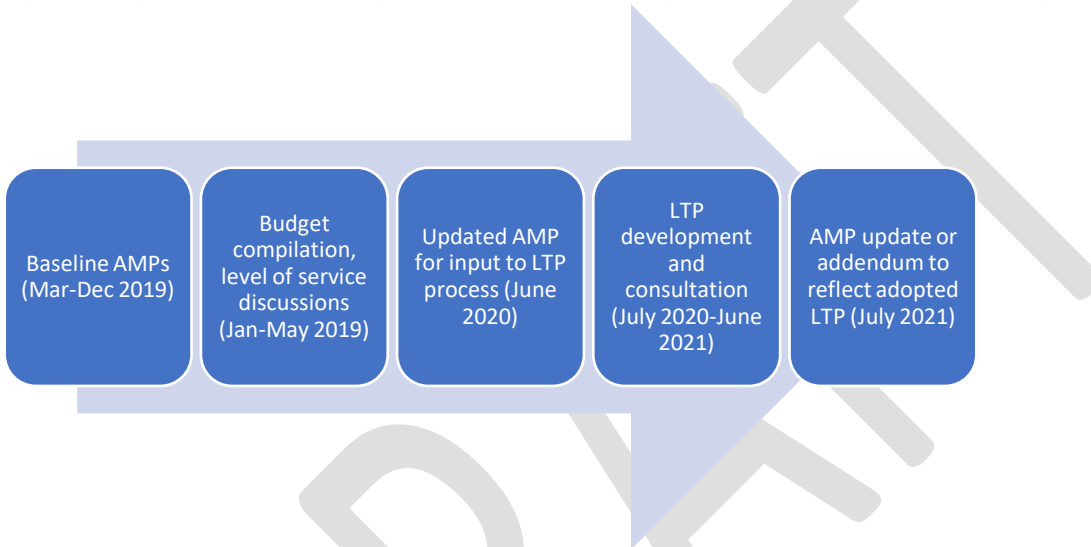 Baseline AMPs
(Mar-Dec 2019)
Budget
compilation,
level of service
discussions
(Jan-May 2019)
Updated AMP
for input to LTP
process (June
2020)
LTP
development
and
consultation
(July 2020-June
2021)
AMP update or
addendum to
reflect adopted
LTP (July 2021)